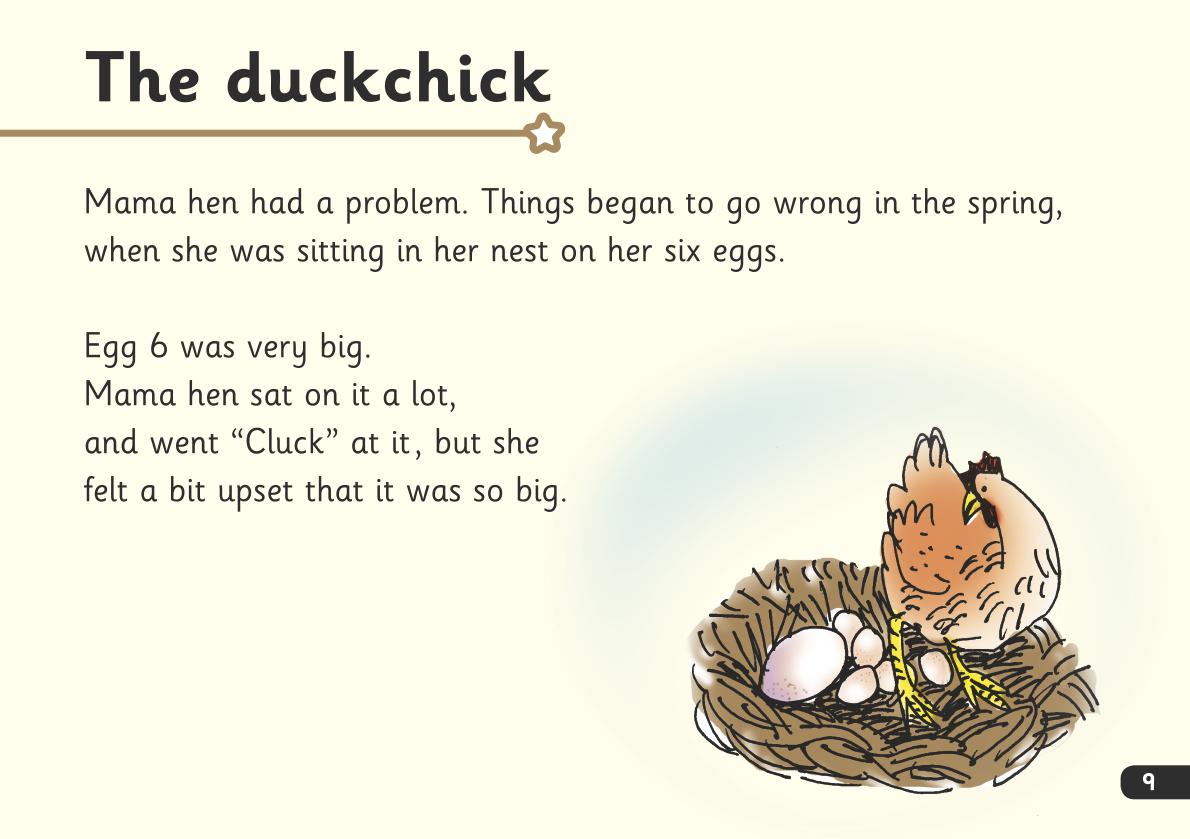 The duckchick
Mama hen had a problem. Things began to go wrong in the spring,
when she was sitting in her nest on her six eggs.
Egg 6 was very big.
Mama hen sat on it a lot,
and went “Cluck” at it, but she
felt a bit upset that it was so big.
9